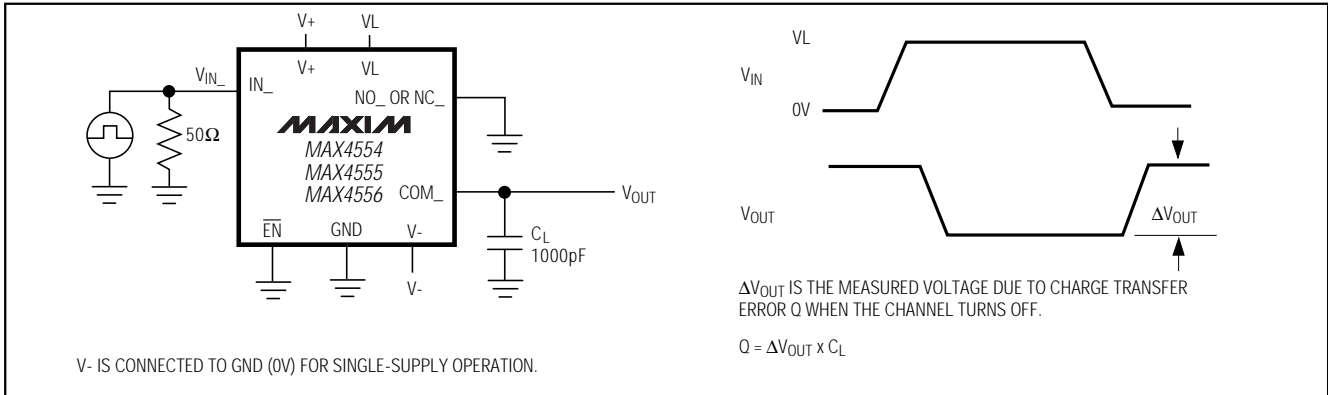 V+ VL
V+ VL
VIN_
IN_
NO_ OR NC_
50Ω
MAXIM
MAX4554
MAX4555
MAX4556
COM_
VOUT
EN GND V-
CL
1000pF
V-
V- IS CONNECTED TO GND (0V) FOR SINGLE-SUPPLY OPERATION.
VL
VIN
0V
VOUT
ΔVOUT
ΔVOUT IS THE MEASURED VOLTAGE DUE TO CHARGE TRANSFER
ERROR Q WHEN THE CHANNEL TURNS OFF.
Q = ΔVOUT x CL